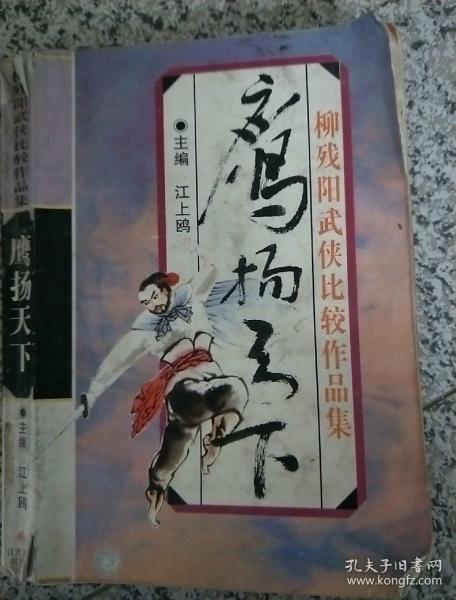 鹰扬天下
柳残阳武侠比较作品集
●主编 江上鸥
阳武侠比较作品集
鹰扬天下
●主编 江上鸥
孔夫子旧书网
www.kongfz.com